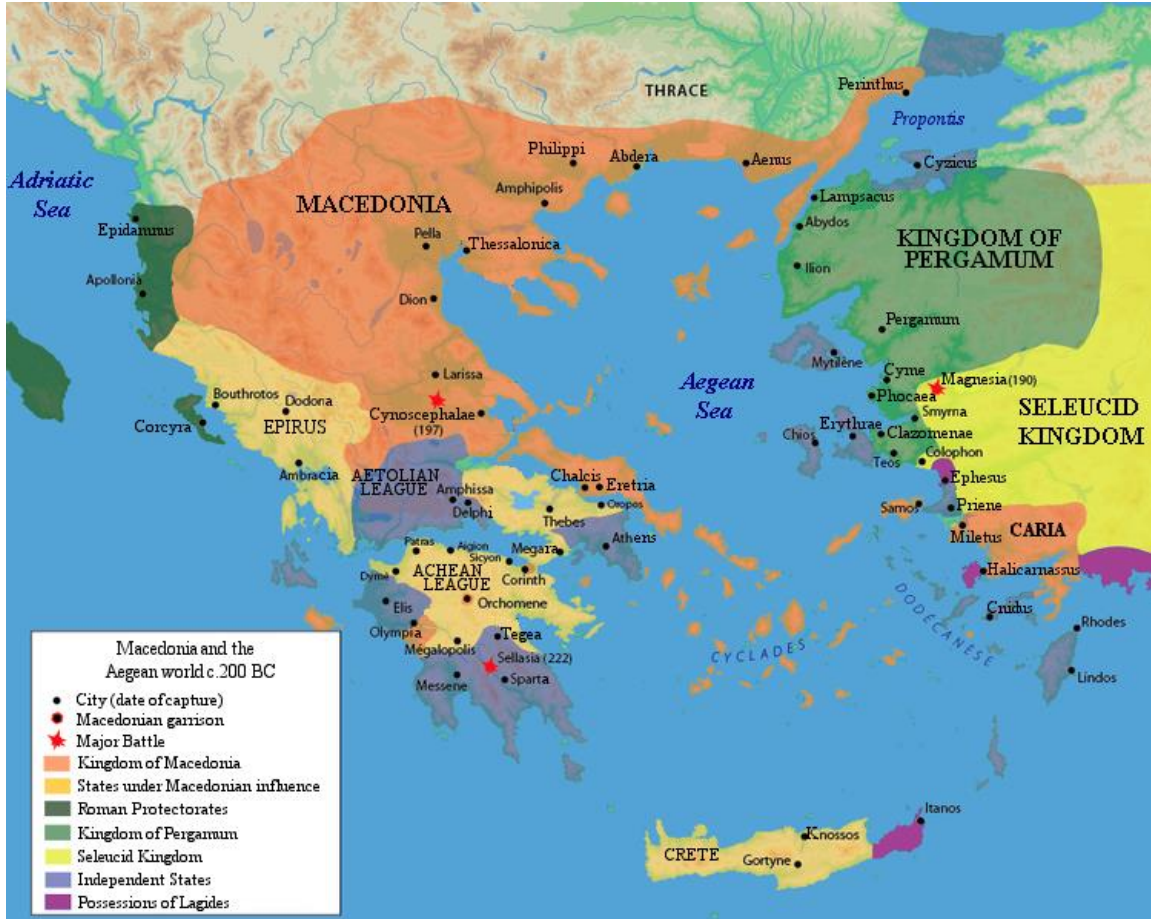 THRACE
Perinthus
Propontis
Philippi
Abdera
Aenus
Cyzicus
Adriatic
Sea
Amphipolis
Lampsacus
MACEDONIA
Epidamnus
Abydos
Pella
Thessalonica
KINGDOM OF
PERGAMUM
Ilion
Apollonia
Dion
Pergamum
Mytilène
Larissa
Aegean
Sea
Cyme
Magnesia (190)
Bouthrotos
Dodona
Cynoscephalae
(197)
Phocaea
SELEUCID
KINGDOM
Smyrna
Corcyra
EPIRUS
Chios
Erythrae
Clazomenae
Teos
Colophon
Ambracia
AETOLIAN
LEAGUE
Amphissa
Delphi
Chalcis
Eretria
Oropos
Ephesus
Thebes
Samos
Priene
Athens
Miletus
CARIA
Patras
Aigion
Sicyon
Megara
Dyme
ACHEAN
LEAGUE
Corinth
Halicarnassus
Elis
Orchomene
Cnidus
DODECANESE
Rhodes
Olympia
Tegea
Mégalopolis
CYCLADES
Sellasia (222)
Messene
Sparta
Lindos
Itanos
Knossos
CRETE
Gortyne
Macedonia and the
Aegean world c.200 BC
City (date of capture)
Macedonian garrison
Major Battle
Kingdom of Macedonia
States under Macedonian influence
Roman Protectorates
Kingdom of Pergamum
Seleucid Kingdom
Independent States
Possessions of Lagides